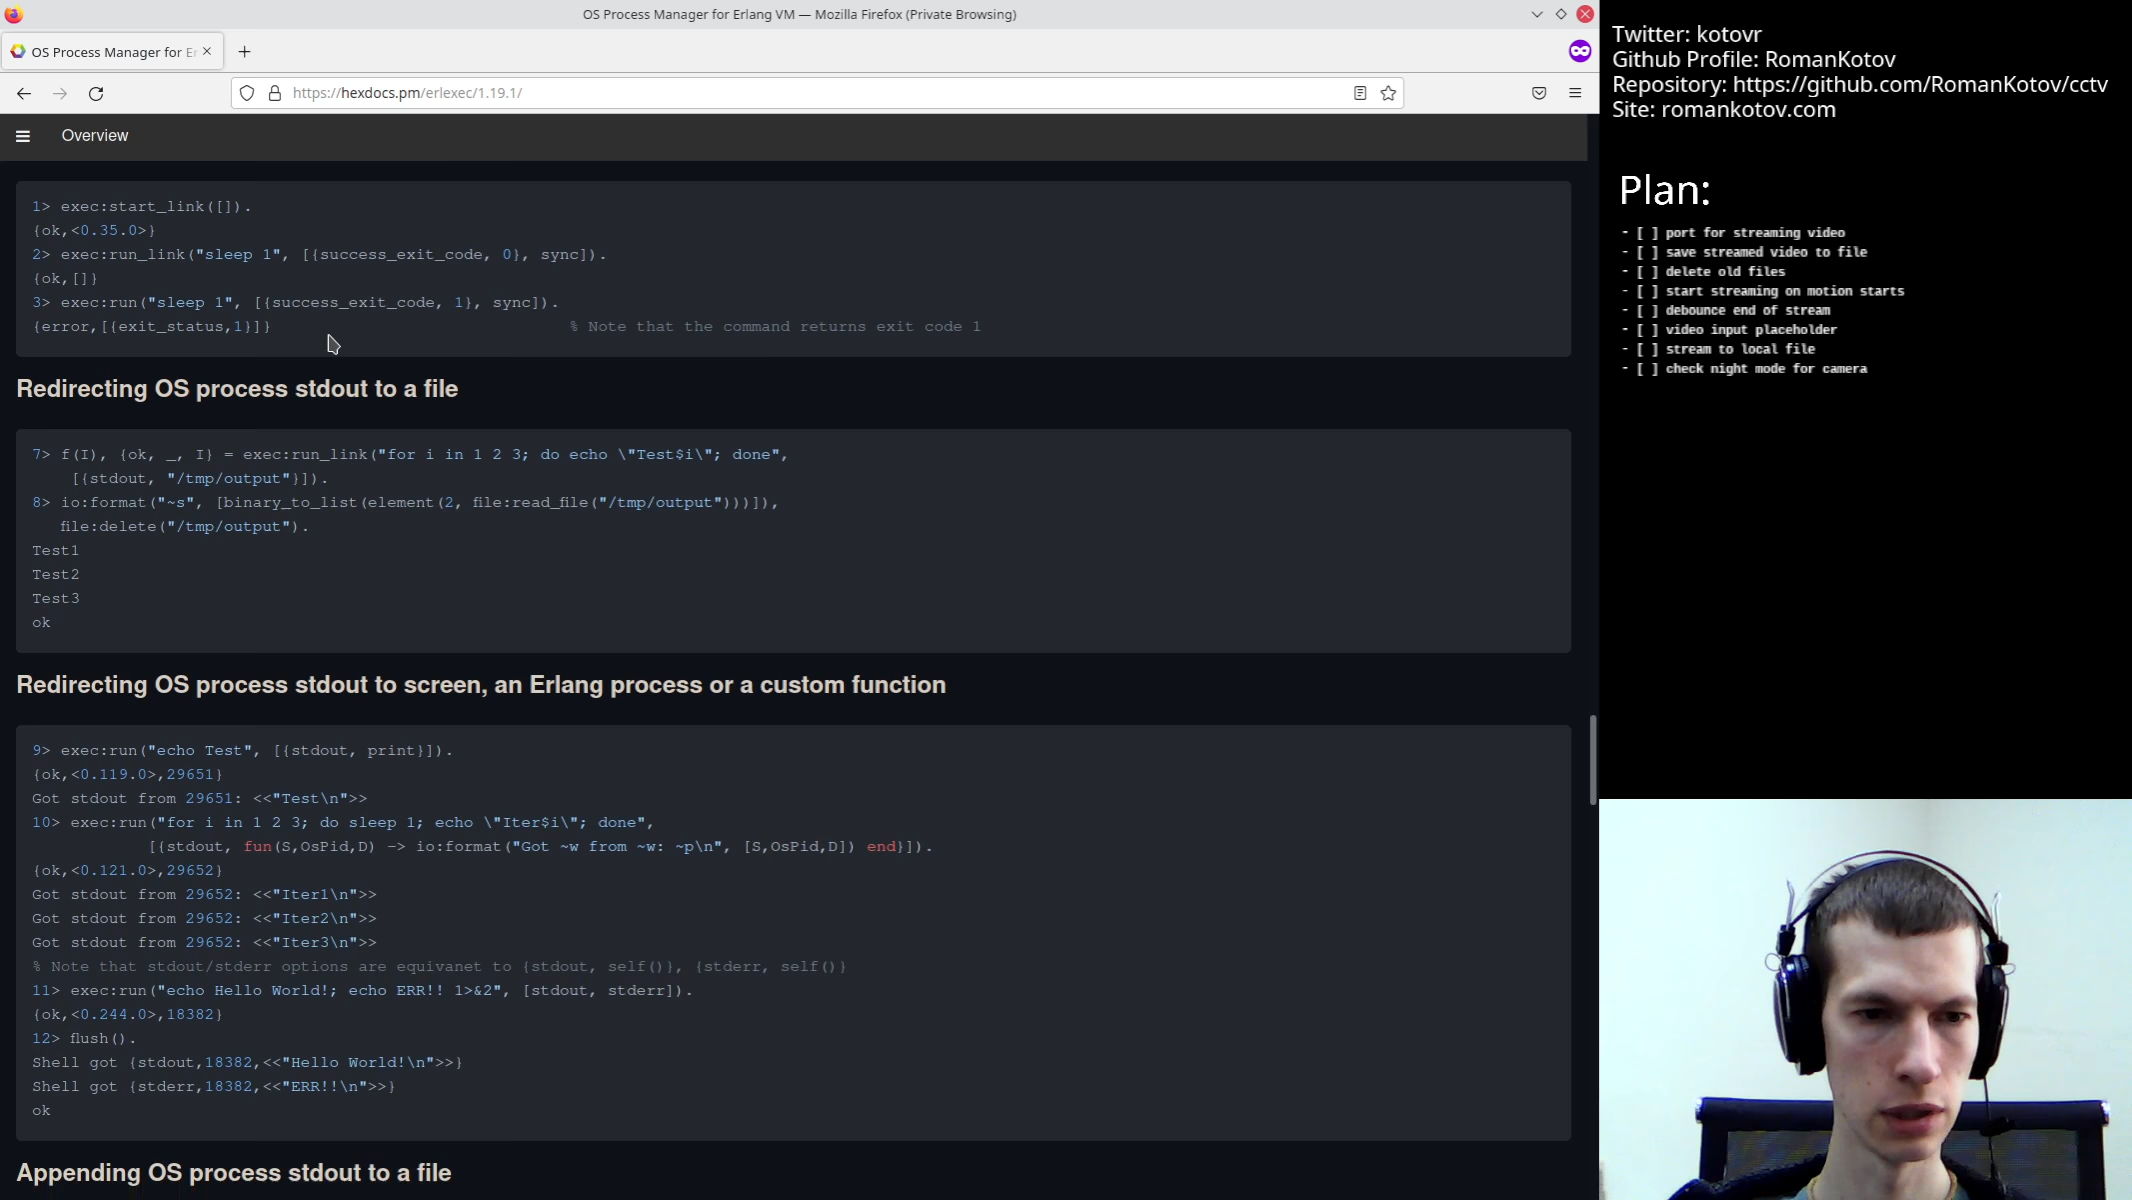 OS Process Manager for Erlang VM — Mozilla Firefox (Private Browsing)
OS Process Manager for Er
https://hexdocs.pm/erlexec/1.19.1/
Overview
1> exec:start_link([]).
{ok,<0.35.0>}
2> exec:run_link("sleep 1", [{success_exit_code, 0}, sync]).
{ok,[]}
3> exec:run("sleep 1", [{success_exit_code, 1}, sync]).
{error,[{exit_status,1}]} % Note that the command returns exit code 1
Redirecting OS process stdout to a file
7> f(I), {ok, _, I} = exec:run_link("for i in 1 2 3; do echo \"Test$i\"; done",
[{stdout, "/tmp/output"}]).
8> io:format("~s", [binary_to_list(element(2, file:read_file("/tmp/output")))]),
file:delete("/tmp/output").
Test1
Test2
Test3
ok
Redirecting OS process stdout to screen, an Erlang process or a custom function
9> exec:run("echo Test", [{stdout, print}]).
{ok,<0.119.0>,29651}
Got stdout from 29651: <<"Test\n">>
10> exec:run("for i in 1 2 3; do sleep 1; echo \"Iter$i\"; done",
[{stdout, fun(S,OsPid,D) -> io:format("Got ~w from ~w: ~p\n", [S,OsPid,D]) end}]).
{ok,<0.121.0>,29652}
Got stdout from 29652: <<"Iter1\n">>
Got stdout from 29652: <<"Iter2\n">>
Got stdout from 29652: <<"Iter3\n">>
% Note that stdout/stderr options are equivanet to {stdout, self()}, {stderr, self()}
11> exec:run("echo Hello World!; echo ERR!! 1>&2", [stdout, stderr]).
{ok,<0.244.0>,18382}
12> flush().
Shell got {stdout,18382,<<"Hello World!\n">>}
Shell got {stderr,18382,<<"ERR!!\n">>}
ok
Appending OS process stdout to a file
Twitter: kotovr
Github Profile: RomanKotov
Repository: https://github.com/RomanKotov/cctv
Site: romankotov.com
Plan:
- [ ] port for streaming video
- [ ] save streamed video to file
- [ ] delete old files
- [ ] start streaming on motion starts
- [ ] debounce end of stream
- [ ] video input placeholder
- [ ] stream to local file
- [ ] check night mode for camera